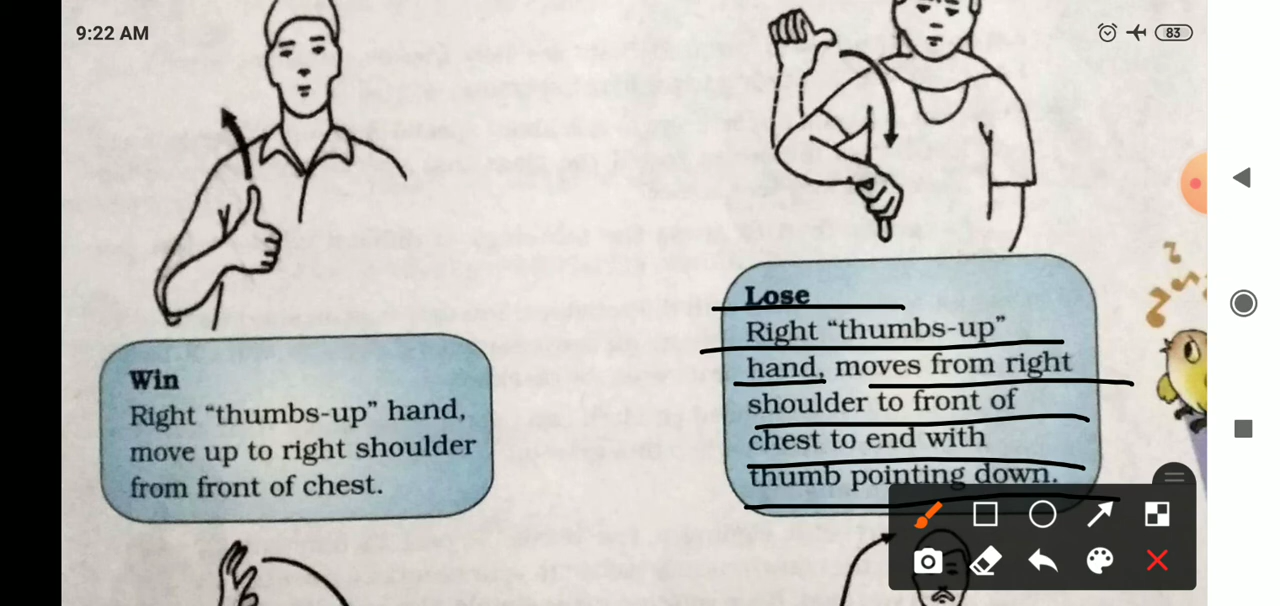 9:22 AM
83
Win
Right “thumbs-up” hand,
move up to right shoulder
from front of chest.
Lose
Right “thumbs-up”
hand, moves from right
shoulder to front of
chest to end with
thumb pointing down.